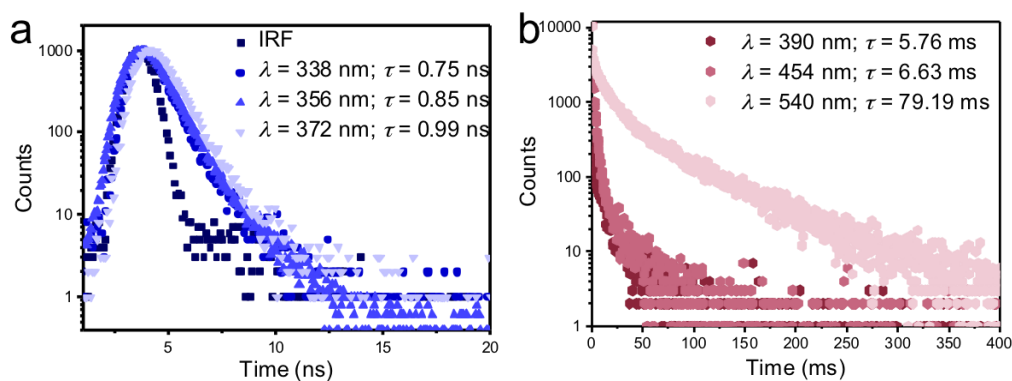 a
IRF
λ = 338 nm; τ = 0.75 ns
λ = 356 nm; τ = 0.85 ns
λ = 372 nm; τ = 0.99 ns
1000
100
10
1
Counts
5
10
15
20
Time (ns)
b
λ = 390 nm; τ = 5.76 ms
λ = 454 nm; τ = 6.63 ms
λ = 540 nm; τ = 79.19 ms
10000
1000
100
10
1
Counts
0
50
100
150
200
250
300
350
400
Time (ms)